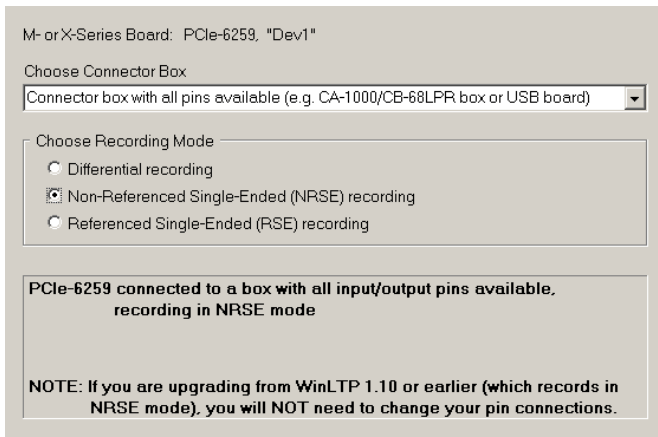 M- or X-Series Board:  PCIe-6259, "Dev1"
Choose Connector Box
Connector box with all pins available (e.g. CA-1000/CB-68LPR box or USB board)
Choose Recording Mode
Differential recording
Non-Referenced Single-Ended (NRSE) recording
Referenced Single-Ended (RSE) recording
PCIe-6259 connected to a box with all input/output pins available,
recording in NRSE mode
NOTE: If you are upgrading from WinLTP 1.10 or earlier (which records in
NRSE mode), you will NOT need to change your pin connections.